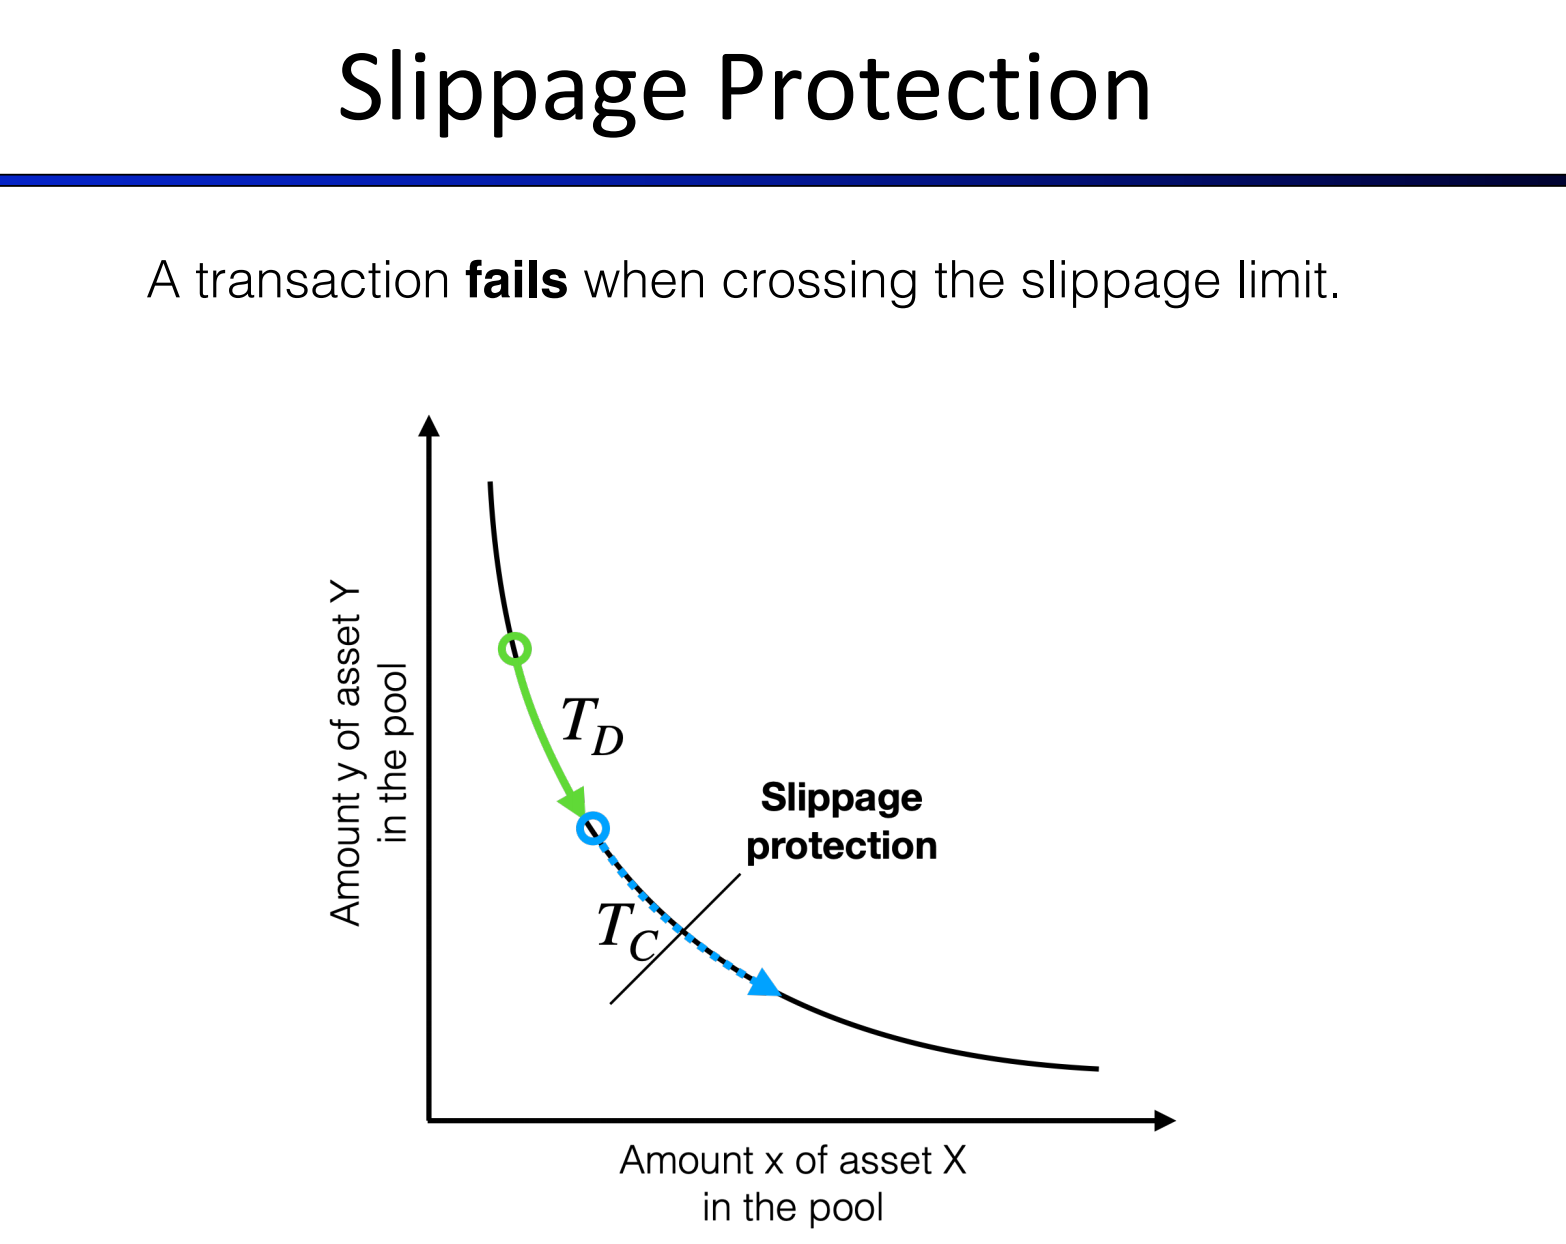 Slippage Protection
A transaction fails when crossing the slippage limit.
Amount y of asset Y
in the pool
T_D
Slippage
protection
T_C
Amount x of asset X
in the pool